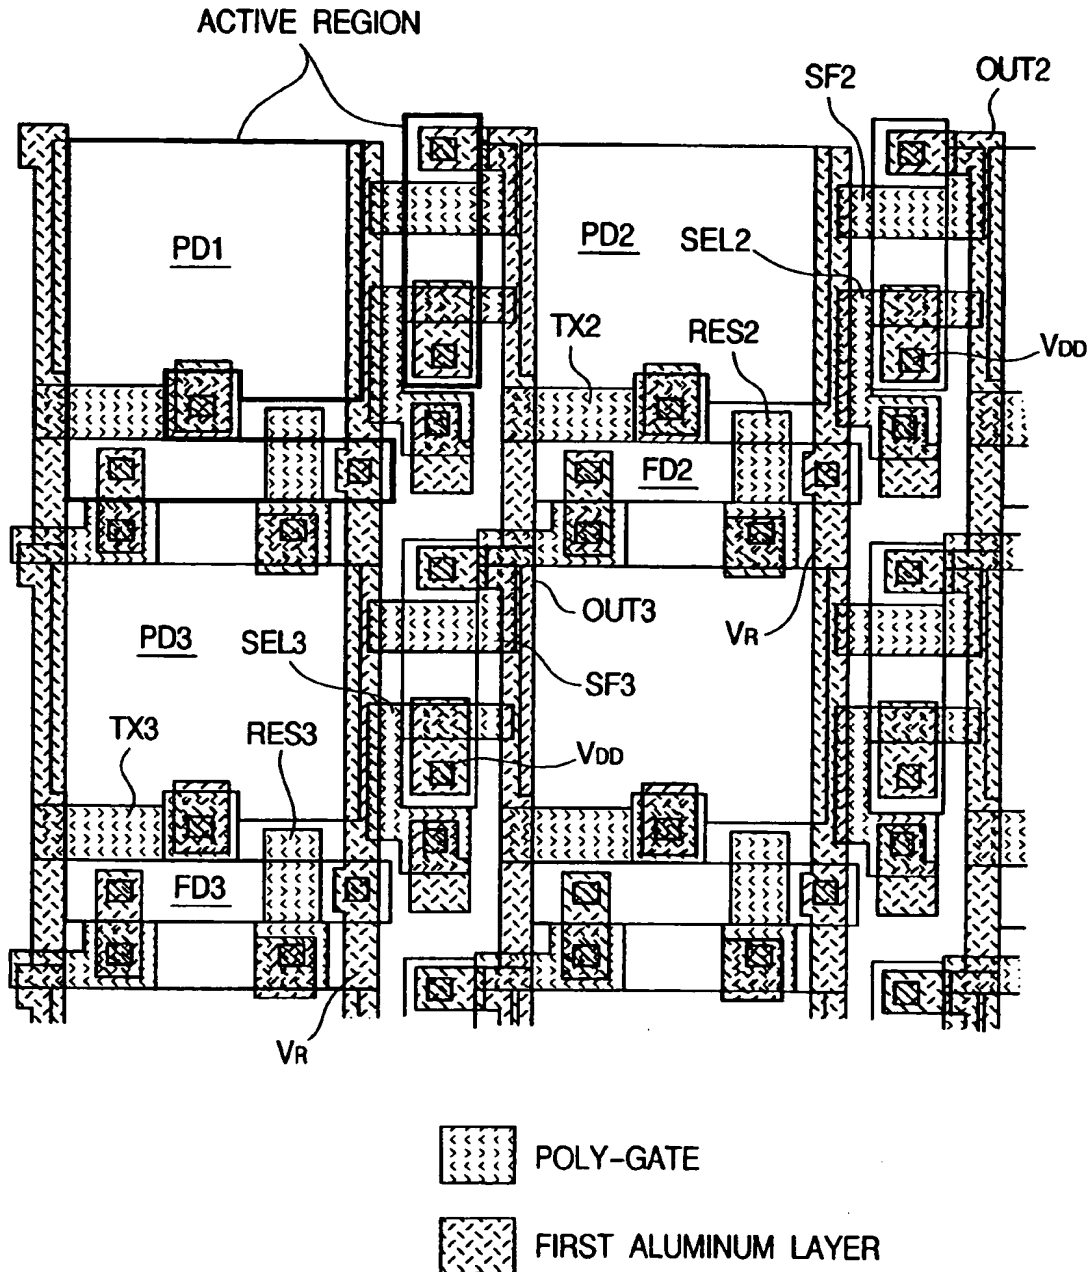 ACTIVE REGION
SF2
OUT2
PD1
PD2
SEL2
TX2
RES2
VDD
FD2
OUT3
VR
PD3
SEL3
SF3
TX3
RES3
VDD
FD3
VR
POLY-GATE
FIRST ALUMINUM LAYER